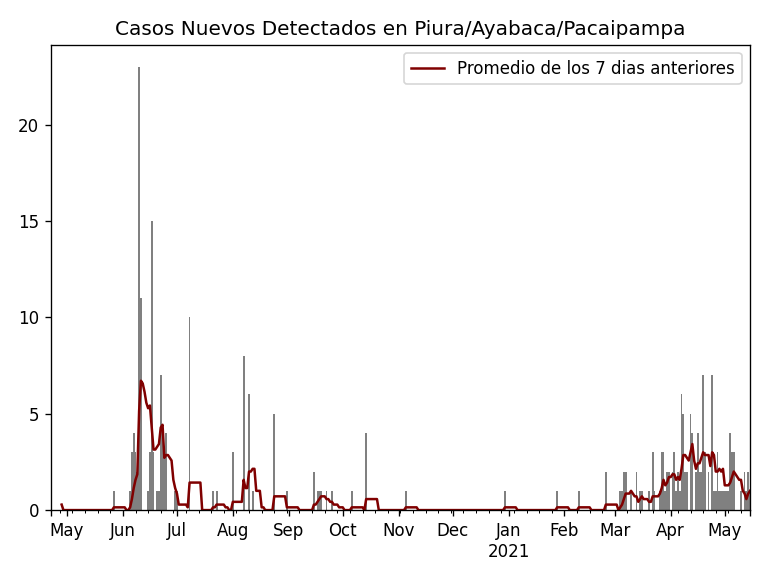 Casos Nuevos Detectados en Piura/Ayabaca/Pacaipampa
Promedio de los 7 dias anteriores
20
15
10
5
0
May Jun Jul Aug Sep Oct Nov Dec Jan Feb Mar Apr May
2021